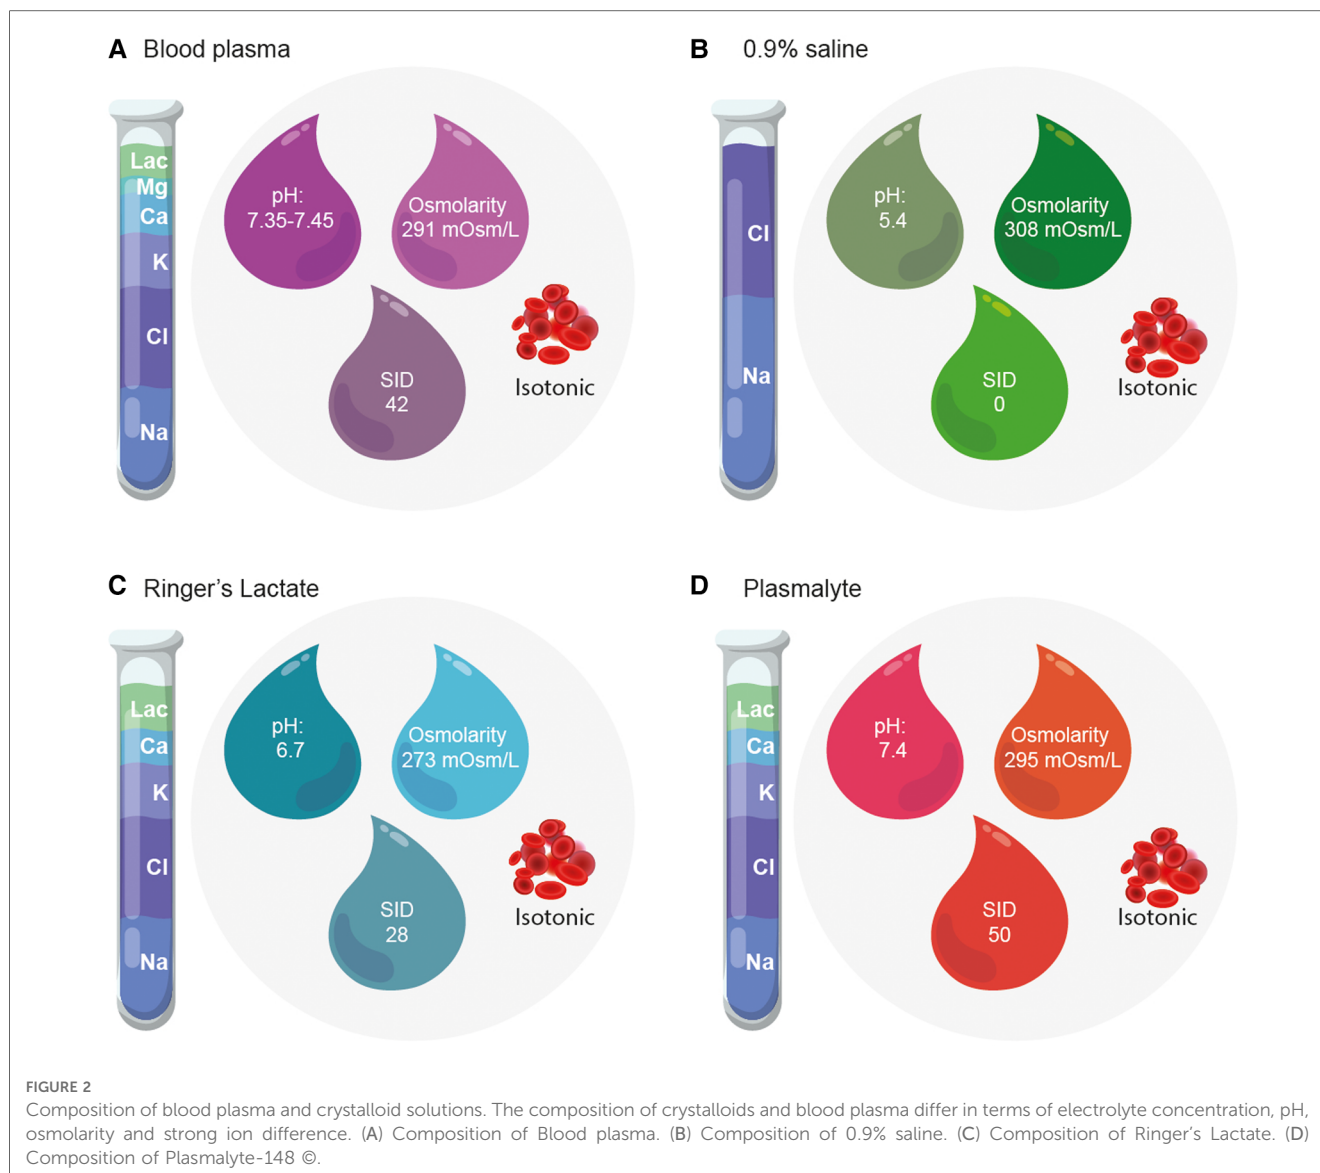 A Blood plasma
Lac
Mg
Ca
K
Cl
Na
pH:
7.35-7.45
Osmolarity
291 mOsm/L
SID
42
Isotonic
B 0.9% saline
Cl
Na
pH:
5.4
Osmolarity
308 mOsm/L
SID
0
Isotonic
C Ringer’s Lactate
Lac
Ca
K
Cl
Na
pH:
6.7
Osmolarity
273 mOsm/L
SID
28
Isotonic
D Plasmalyte
Lac
Ca
K
Cl
Na
pH:
7.4
Osmolarity
295 mOsm/L
SID
50
Isotonic
FIGURE 2
Composition of blood plasma and crystalloid solutions. The composition of crystalloids and blood plasma differ in terms of electrolyte concentration, pH,
osmolarity and strong ion difference. (A) Composition of Blood plasma. (B) Composition of 0.9% saline. (C) Composition of Ringer’s Lactate. (D)
Composition of Plasmalyte-148 ©.